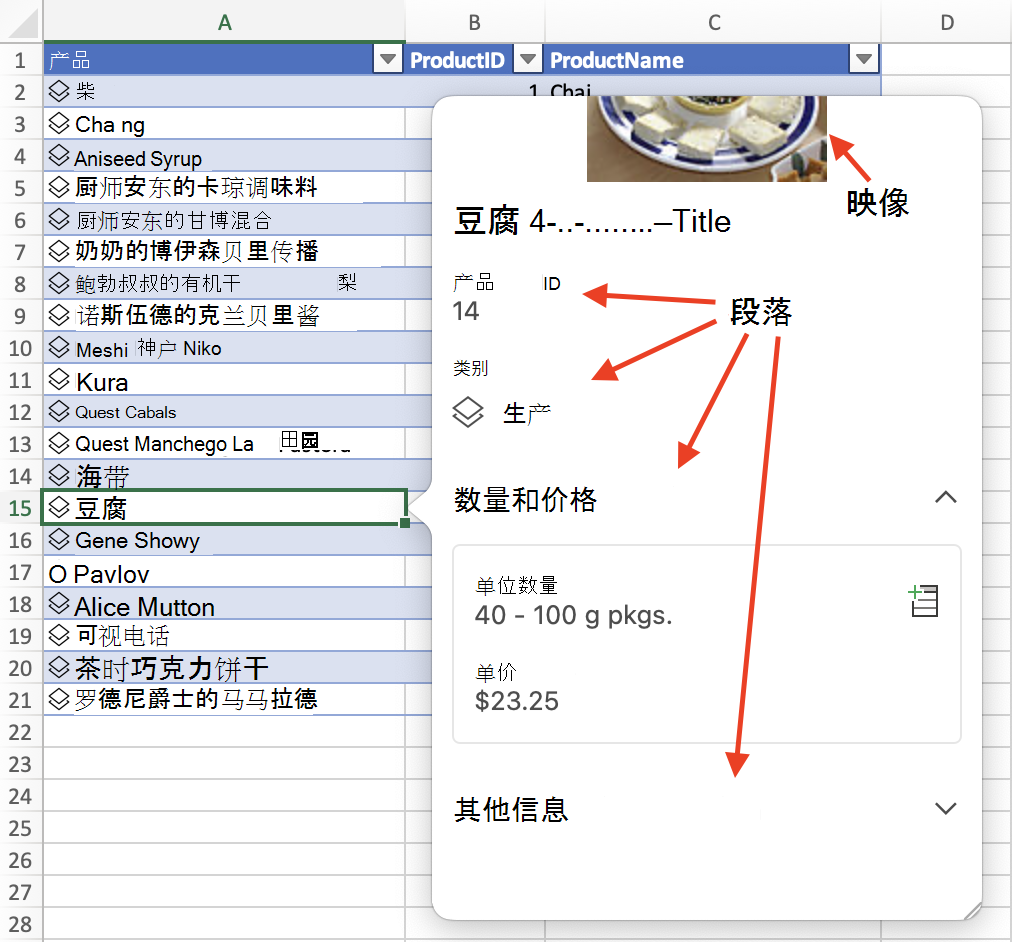 A B C D
1 产品 ProductID ProductName
2 柴 1 Chai
3 Cha ng
4 Aniseed Syrup
5 厨师安东的卡琼调味料
6 厨师安东的甘博混合
7 奶奶的博伊森贝里传播
8 鲍勃叔叔的有机干 梨
9 诺斯伍德的克兰贝里酱
10 Meshi 神户 Niko
11 Kura
12 Quest Cabals
13 Quest Manchego La 田园
14 海带
15 豆腐
16 Gene Showy
17 O Pavlov
18 Alice Mutton
19 可视电话
20 茶时巧克力饼干
21 罗德尼爵士的马马拉德
22
23
24
25
26
27
28
映像
豆腐 4-..-.……..–Title
产品 ID
14
段落
类别
生产
数量和价格
单位数量
40 - 100 g pkgs.
单价
$23.25
其他信息